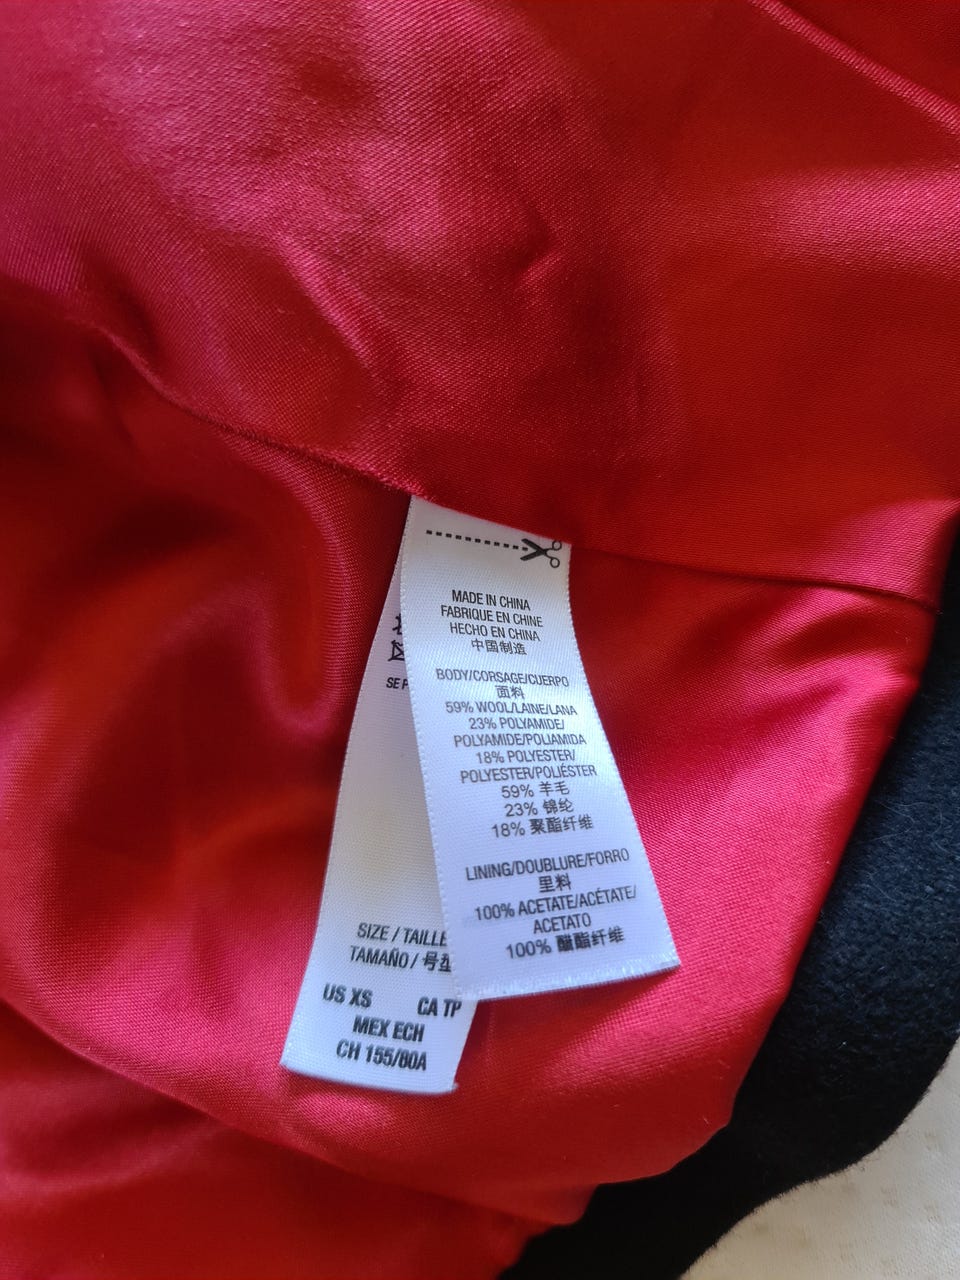 MADE IN CHINA
FABRIQUE EN CHINE
HECHO EN CHINA
中国制造
BODY/CORSAGE/CUERPO
面料
59% WOOL/LAINE/LANA
23% POLYAMIDE/
POLYAMIDE/POLIAMIDA
18% POLYESTER/
POLYESTER/POLIÉSTER
59% 羊毛
23% 锦纶
18% 聚酯纤维
LINING/DOUBLURE/FORRO
里料
100% ACETATE/ACÉTATE/
ACETATO
100% 醋酯纤维
SE
SIZE / TAILLE
TAMAÑO / 号型
US XS CA TP
MEX ECH
CH 155/80A